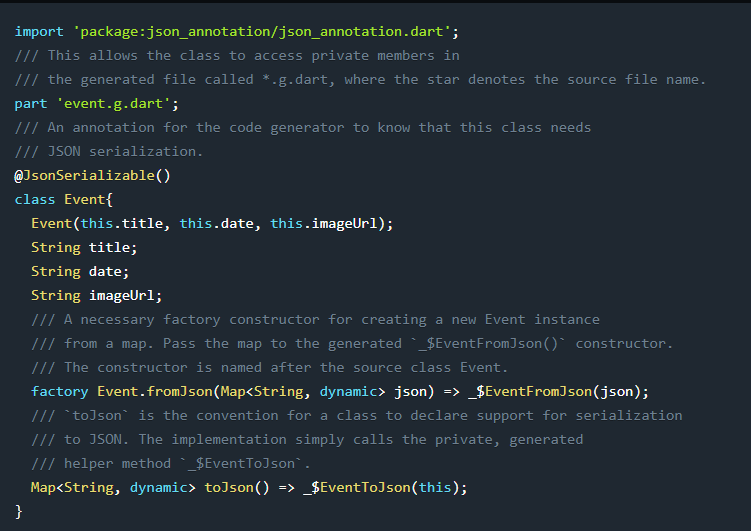 import 'package:json_annotation/json_annotation.dart';
/// This allows the class to access private members in
/// the generated file called *.g.dart, where the star denotes the source file name.
part 'event.g.dart';
/// An annotation for the code generator to know that this class needs
/// JSON serialization.
@JsonSerializable()
class Event{
  Event(this.title, this.date, this.imageUrl);
  String title;
  String date;
  String imageUrl;
  /// A necessary factory constructor for creating a new Event instance
  /// from a map. Pass the map to the generated `_$EventFromJson()` constructor.
  /// The constructor is named after the source class Event.
  factory Event.fromJson(Map<String, dynamic> json) => _$EventFromJson(json);
  /// `toJson` is the convention for a class to declare support for serialization
  /// to JSON. The implementation simply calls the private, generated
  /// helper method `_$EventToJson`.
  Map<String, dynamic> toJson() => _$EventToJson(this);
}